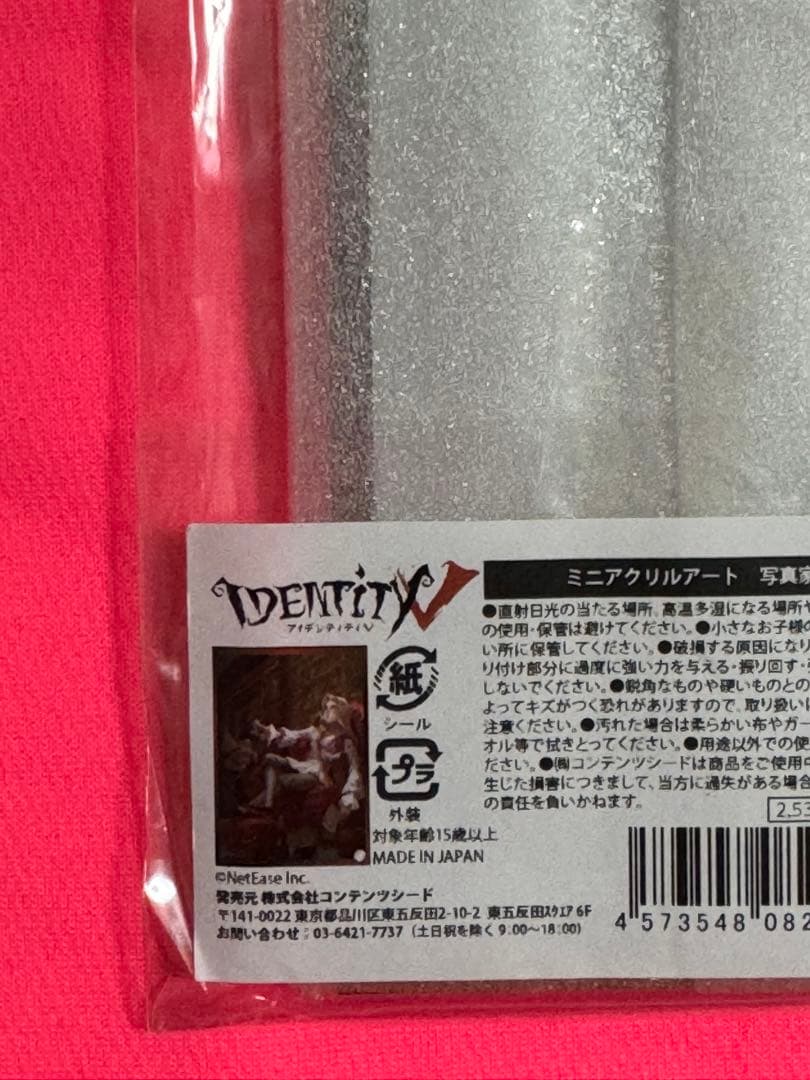 IDENTITY V
アイデンティティV
ミニアクリルアート 写真家
●直射日光の当たる場所、高温多湿になる場所や
の使用・保管は避けてください。●小さなお子様の
い所に保管してください。●破損する原因になり
り付け部分に過度に強い力を与える・振り回す・
しないでください。●鋭角なものや硬いものとの
よってキズがつく恐れがありますので、取り扱いに
注意ください。●汚れた場合は柔らかい布やガー
オル等で拭きとってください。●用途以外での使
ださい。●㈱コンテンツシードは商品をご使用中
生じた損害につきまして、当方に過失がある場合
の責任を負いかねます。
紙
シール
プラ
外装
対象年齢15歳以上
MADE IN JAPAN
2,53
©NetEase Inc.
発売元 株式会社コンテンツシード
〒141-0022 東京都品川区東五反田2-10-2 東五反田ｽｸｴｱ 6F
お問い合わせ：03-6421-7737（土日祝を除く9:00～18:00）
4 573548 082